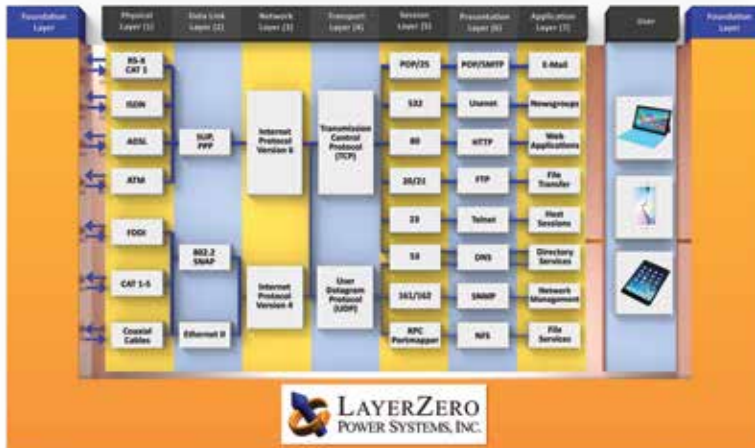 Foundation
Layer
Physical
Layer (1)
Data Link
Layer (2)
Network
Layer (3)
Transport
Layer (4)
Session
Layer (5)
Presentation
Layer (6)
Application
Layer (7)
User
Foundation
Layer
RS-X
CAT 1
ISDN
ADSL
ATM
FDDI
CAT 1-5
Coaxial
Cables
SLIP,
PPP
802.2
SNAP
Ethernet II
Internet
Protocol
Version 6
Internet
Protocol
Version 4
Transmission
Control
Protocol
(TCP)
User
Datagram
Protocol
(UDP)
POP/25
532
80
20/21
23
53
161/162
RPC
Portmapper
POP/SMTP
Usenet
HTTP
FTP
Telnet
DNS
SNMP
NFS
E-Mail
Newsgroups
Web
Applications
File
Transfer
Host
Sessions
Directory
Services
Network
Management
File
Services
LAYERZERO
POWER SYSTEMS, INC.